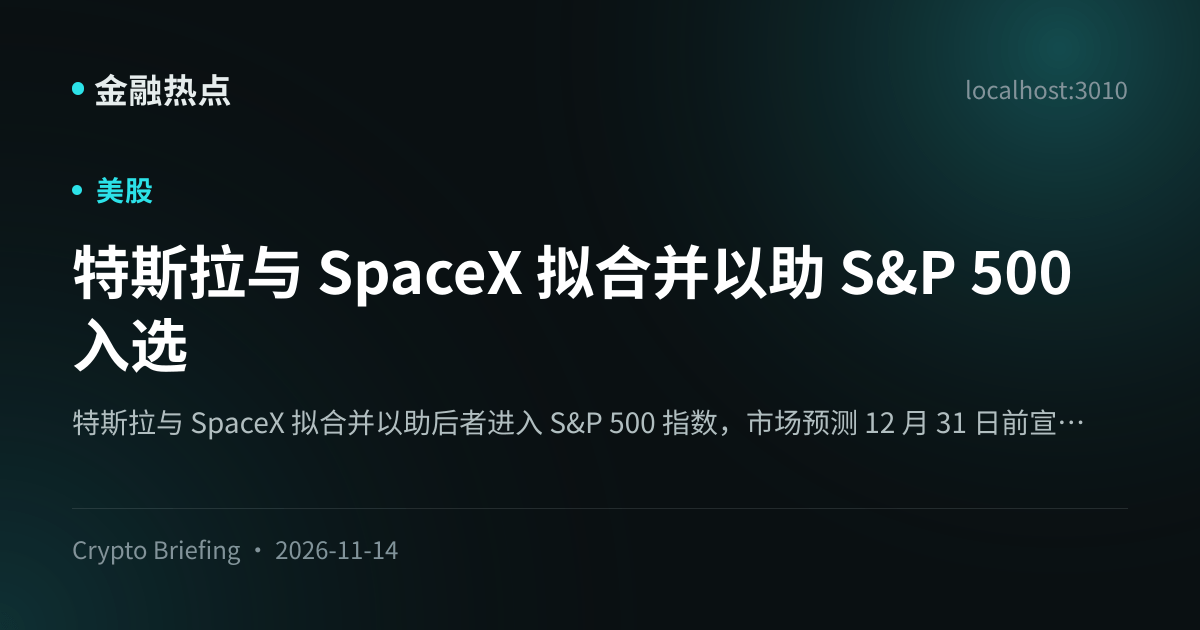 金融热点
localhost:3010
美股
特斯拉与 SpaceX 拟合并以助 S&P 500
入选
特斯拉与 SpaceX 拟合并以助后者进入 S&P 500 指数，市场预测 12 月 31 日前宣…
Crypto Briefing · 2026-11-14